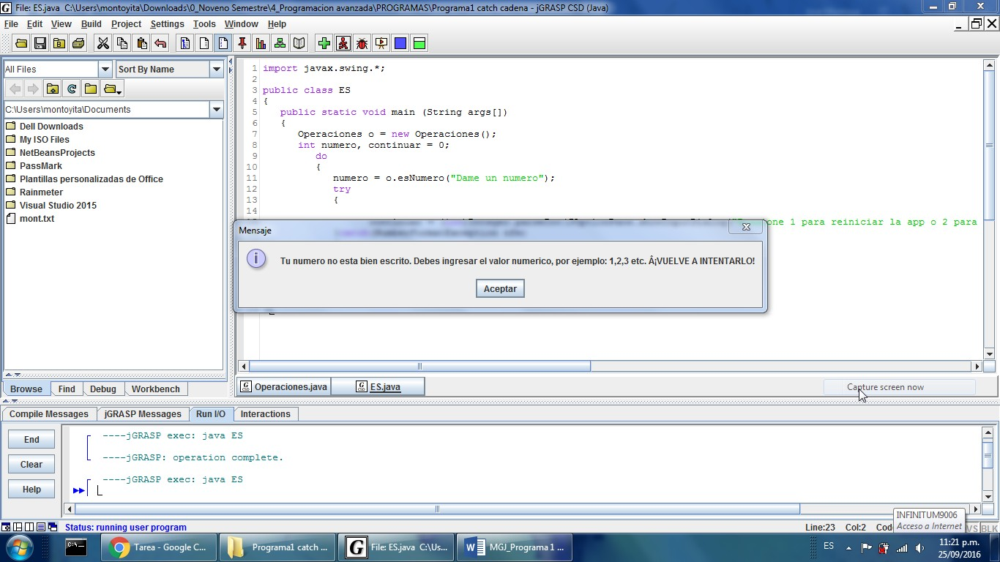 File: ES.java  C:\Users\montoyita\Downloads\0_Noveno Semestre\4_Programacion avanzada\PROGRAMAS\Programa1 catch cadena - jGRASP CSD (Java)
File Edit View Build Project Settings Tools Window Help
All Files
Sort By Name
C:\Users\montoyita\Documents
Dell Downloads
My ISO Files
NetBeansProjects
PassMark
Plantillas personalizadas de Office
Rainmeter
Visual Studio 2015
mont.txt
Browse Find Debug Workbench
1 import javax.swing.*;
2
3 public class ES
4 {
5 public static void main (String args[])
6 {
7 Operaciones o = new Operaciones();
8 int numero, continuar = 0;
9 do
10 {
11 numero = o.esNumero("Dame un numero");
12 try
13 {
14
one 1 para reiniciar la app o 2 para
Mensaje
Tu numero no esta bien escrito. Debes ingresar el valor numerico, por ejemplo: 1,2,3 etc. Â¡VUELVE A INTENTARLO!
Aceptar
Operaciones.java ES.java
Capture screen now
Compile Messages jGRASP Messages Run I/O Interactions
End
Clear
Help
----jGRASP exec: java ES
----jGRASP: operation complete.
----jGRASP exec: java ES
Status: running user program
Line:23 Col:2
VS BLK
INFINITUM9006
Acceso a Internet
C:\
Tarea - Google C...
Programa1 catch ...
File: ES.java  C:\Us...
MGJ_Programa 1 ...
ES
11:21 p.m.
25/09/2016